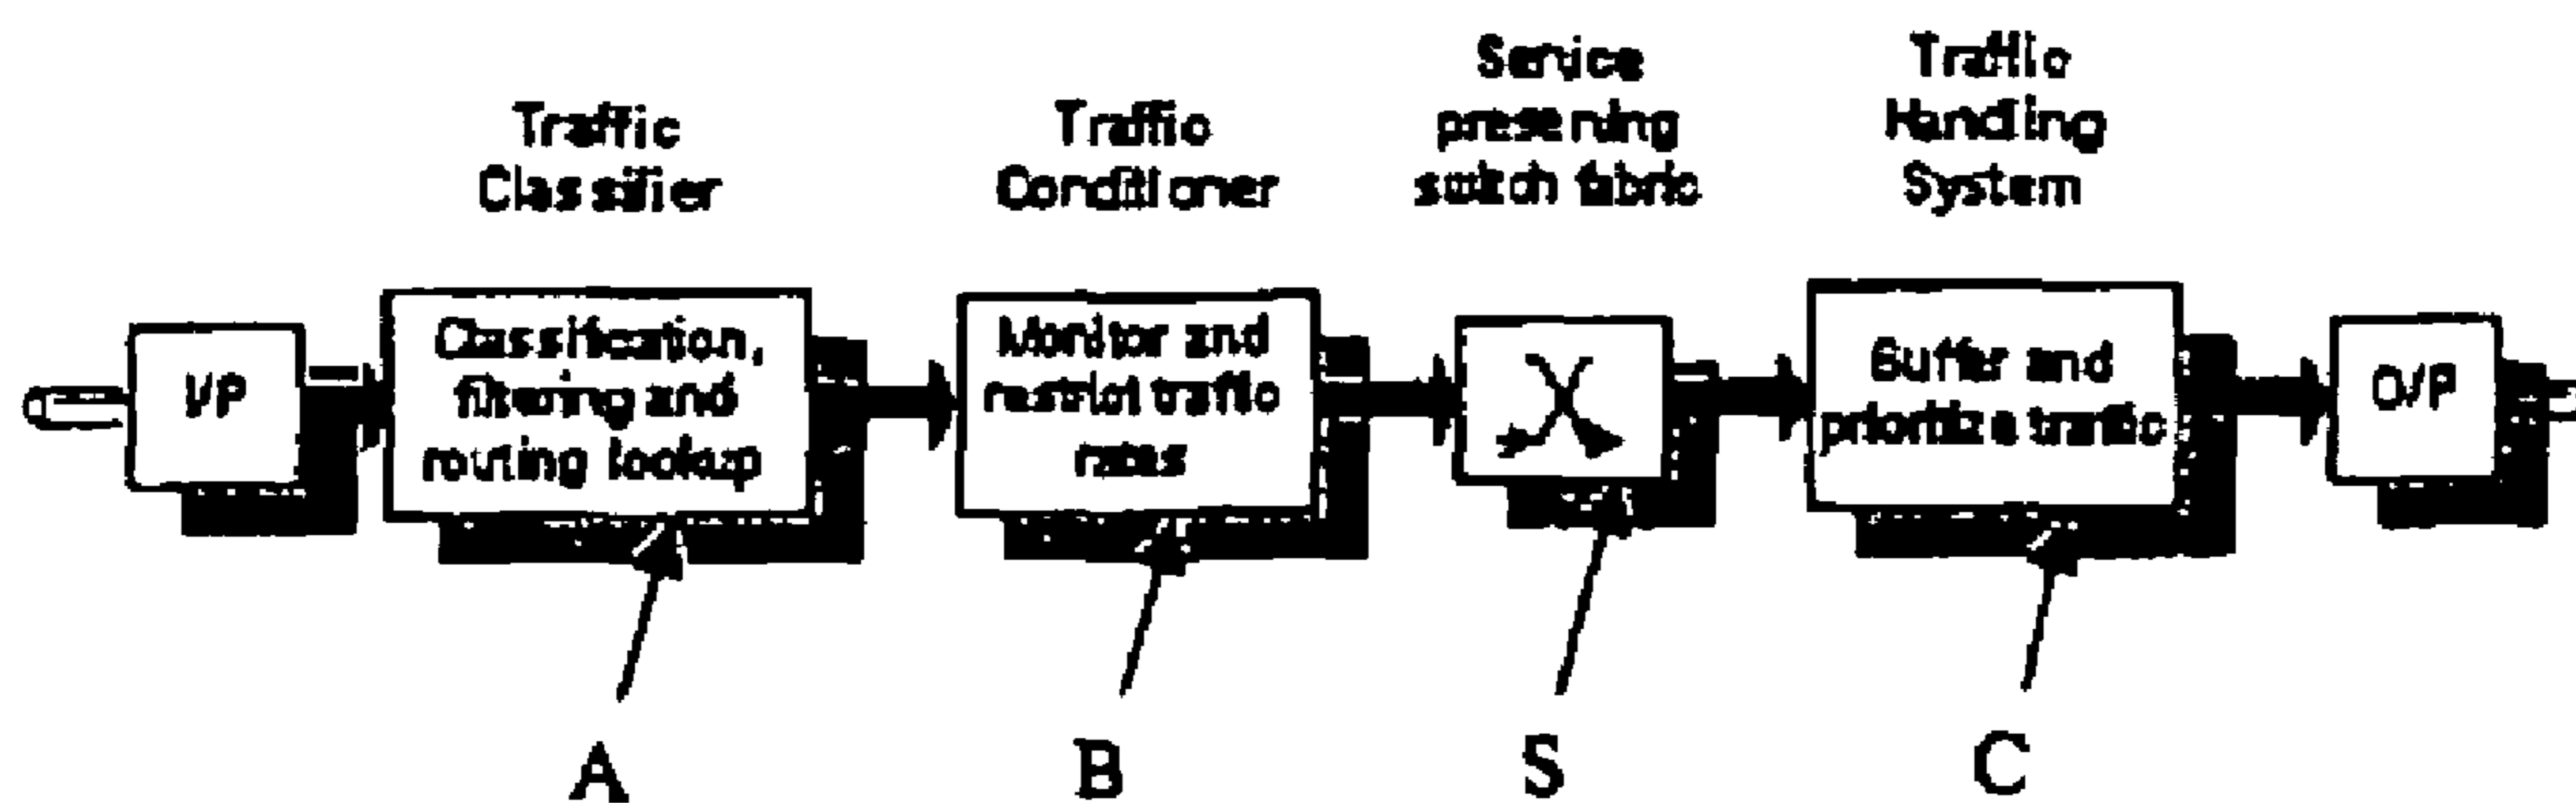 Traffic
Classifier
Traffic
Conditioner
Service
preserving
switch fabric
Traffic
Handling
System
I/P
Classification,
filtering and
routing lookup
Monitor and
restrict traffic
rates
Buffer and
prioritize traffic
O/P
A
B
S
C